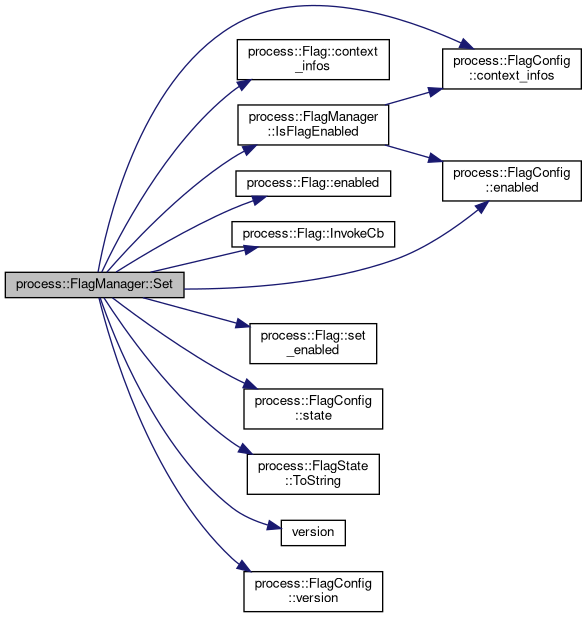 process::FlagManager::Set
process::Flag::context
_infos
process::FlagManager
::IsFlagEnabled
process::Flag::enabled
process::Flag::InvokeCb
process::Flag::set
_enabled
process::FlagConfig
::state
process::FlagState
::ToString
version
process::FlagConfig
::version
process::FlagConfig
::context_infos
process::FlagConfig
::enabled